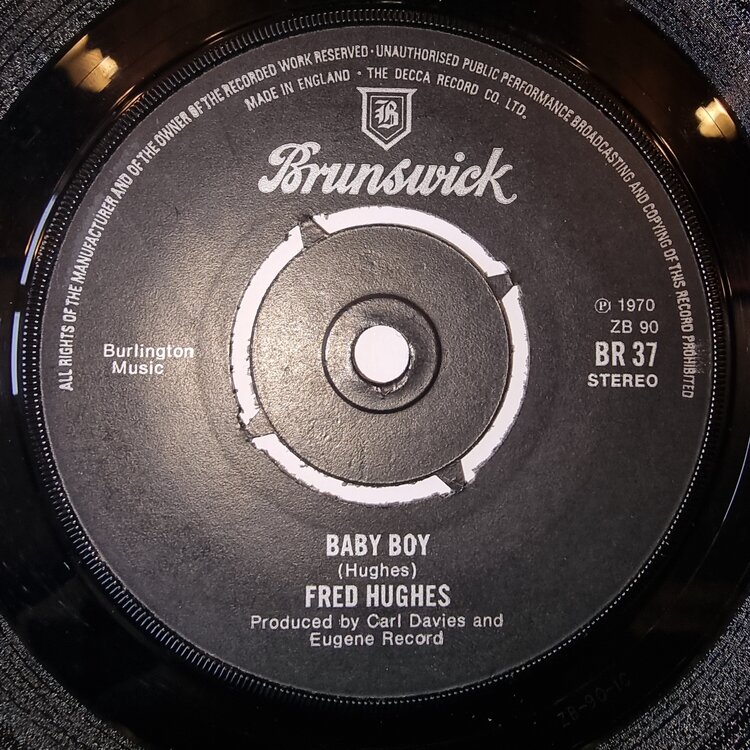 ALL RIGHTS OF THE MANUFACTURER AND OF THE OWNER OF THE RECORDED WORK RESERVED · UNAUTHORISED PUBLIC PERFORMANCE BROADCASTING AND COPYING OF THIS RECORD PROHIBITED
MADE IN ENGLAND · THE DECCA RECORD CO. LTD.
B
Brunswick
℗ 1970
ZB 90
BR 37
STEREO
Burlington
Music
BABY BOY
(Hughes)
FRED HUGHES
Produced by Carl Davies and
Eugene Record